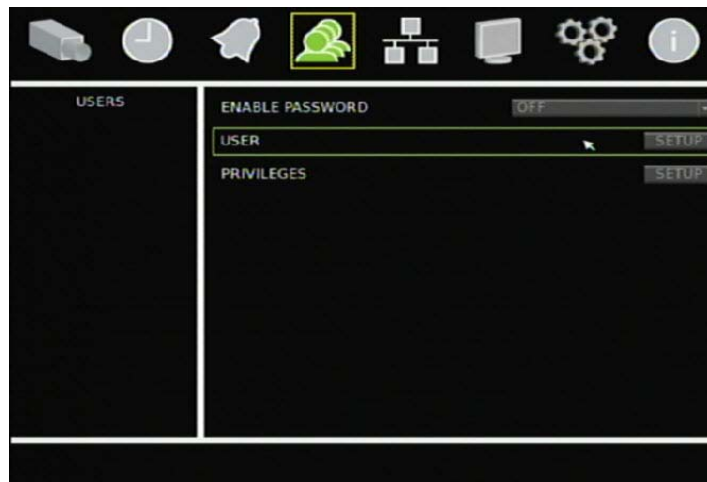 USERS
ENABLE PASSWORD OFF
USER SETUP
PRIVILEGES SETUP